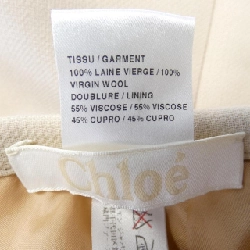 TISSU / GARMENT
100% LAINE VIERGE / 100%
VIRGIN WOOL
DOUBLURE / LINING
55% VISCOSE / 55% VISCOSE
45% CUPRO / 45% CUPRO
Chloé